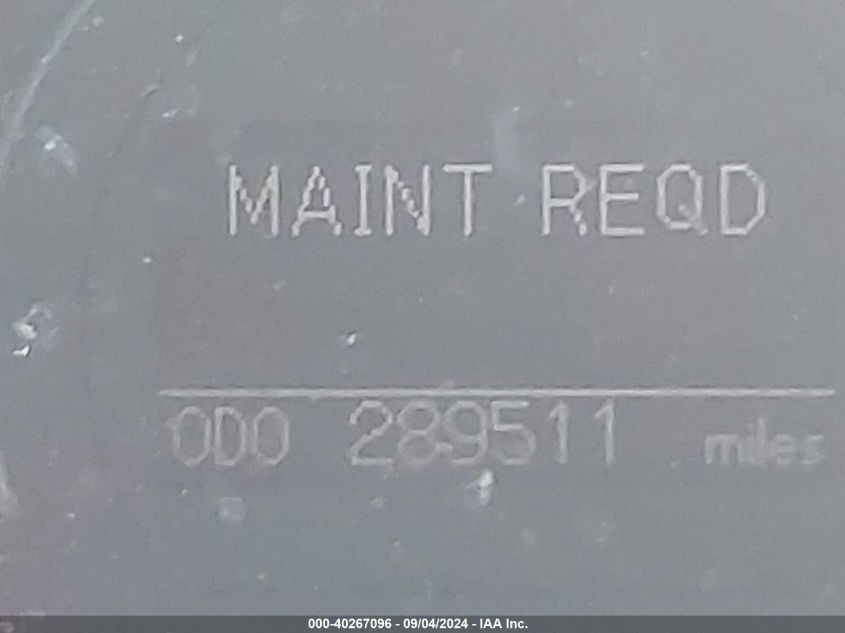 MAINT REQD
ODO 289511 miles
000-40267096 - 09/04/2024 - IAA Inc.